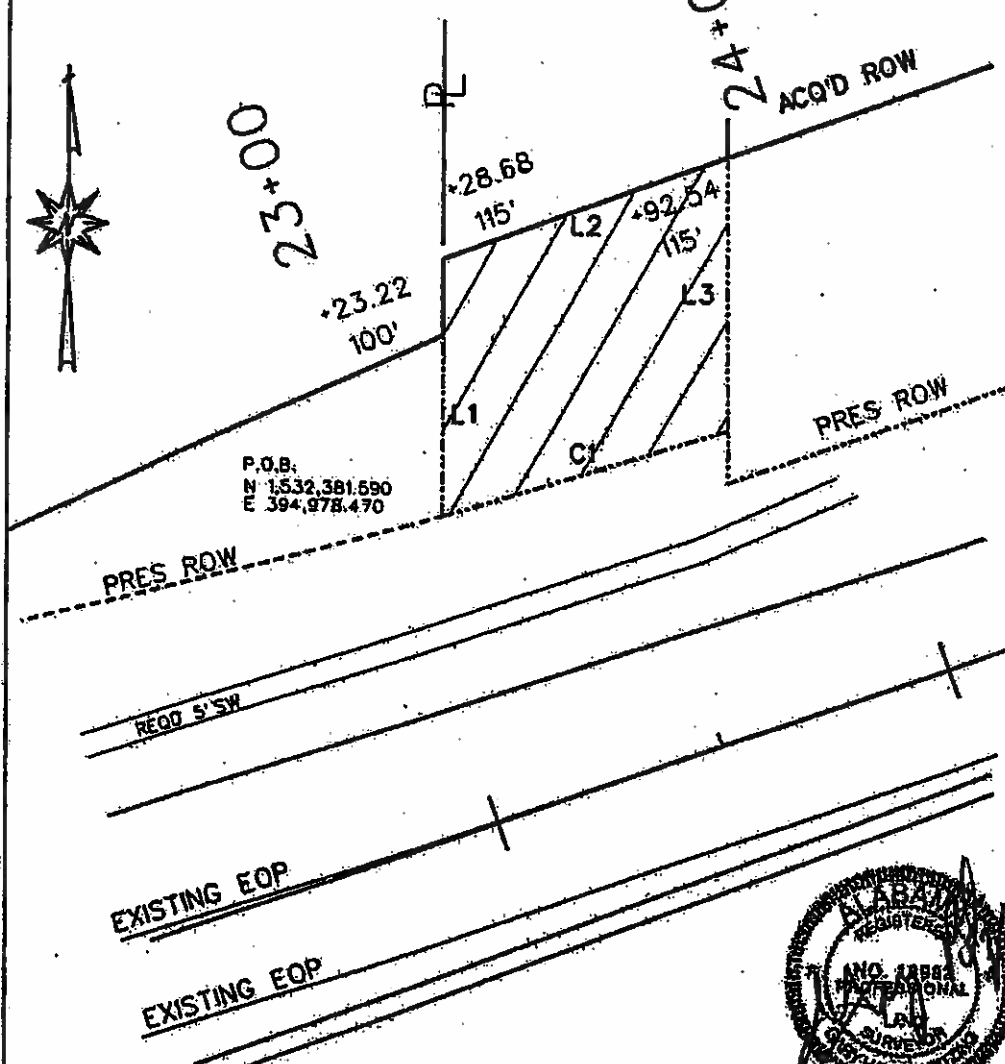 24+0
ACQ'D ROW
PL
23+00
+28.68
115'
+92.54
115'
L2
L3
+23.22
100'
L1
C1
PRES ROW
P.O.B.
N 1,532,381.590
E 394,978.470
PRES ROW
REQD 5' SW
EXISTING EOP
EXISTING EOP
ALABAMA
REGISTERED
NO.
PROFESSIONAL
LAND
SURVEYOR